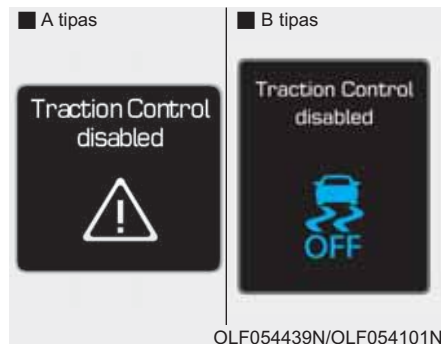 A tipas
Traction Control
disabled
B tipas
Traction Control
disabled
OFF
OLF054439N/OLF054101N